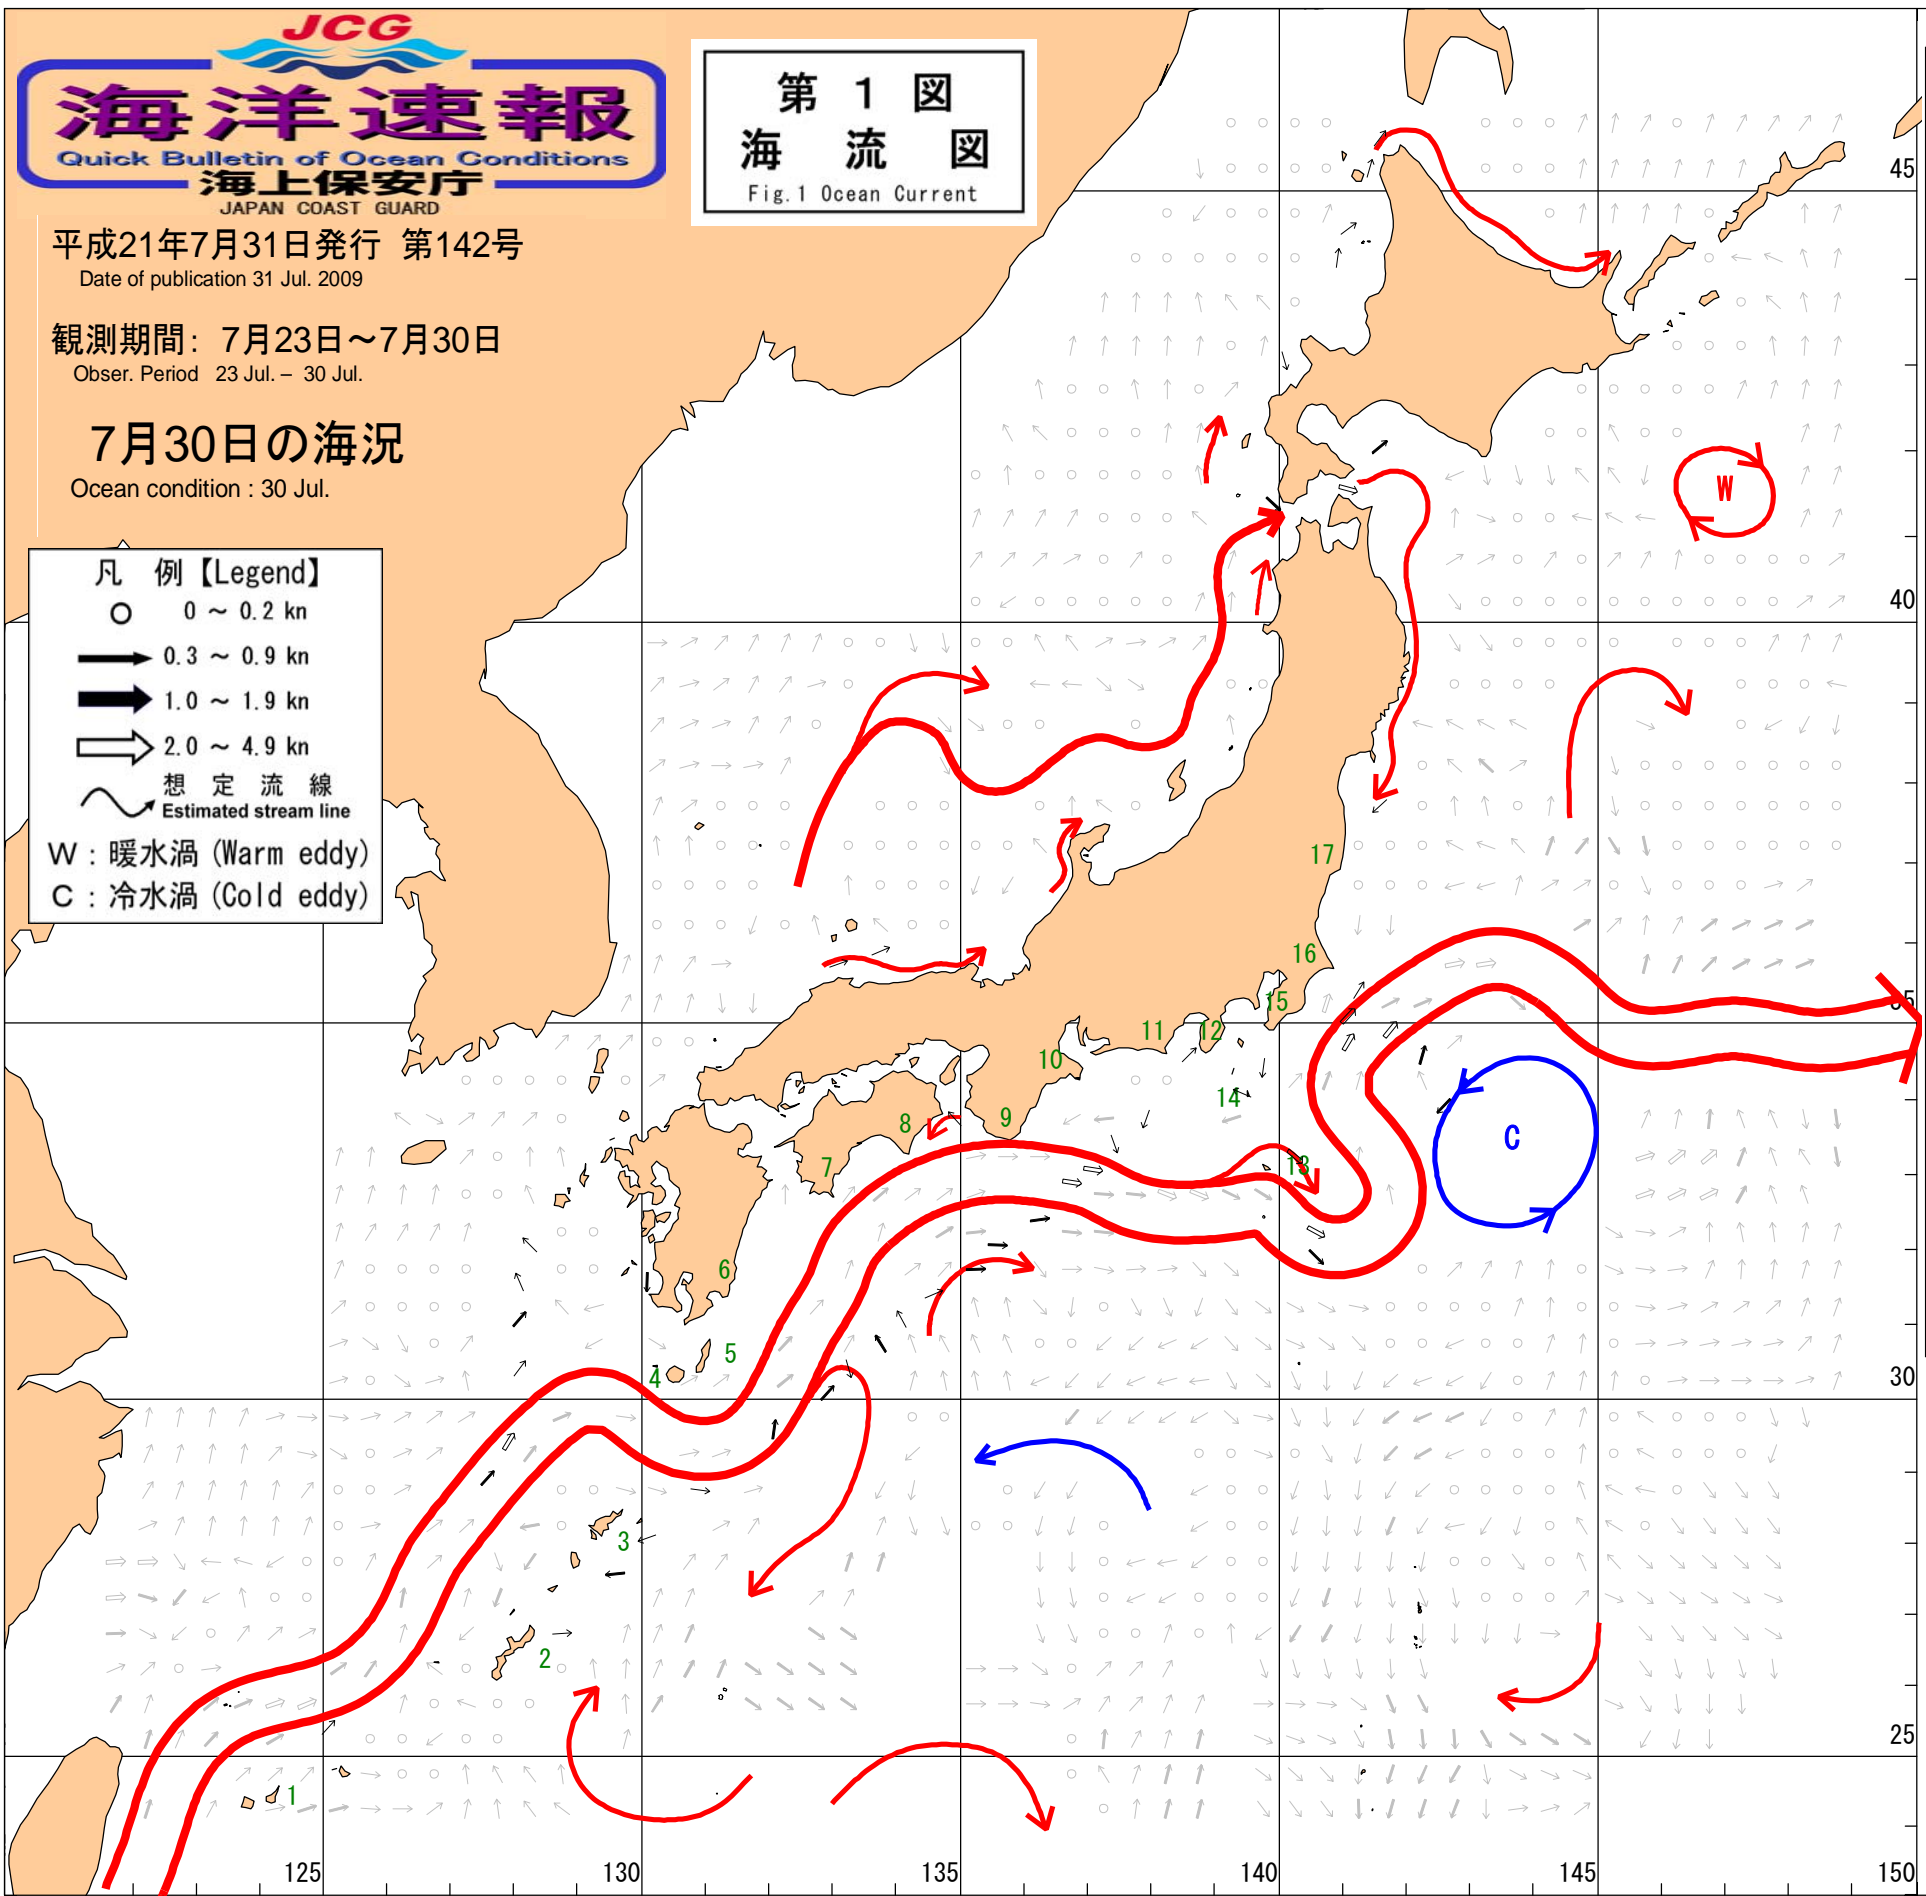 JCG
海洋速報
Quick Bulletin of Ocean Conditions
海上保安庁
JAPAN COAST GUARD
第 1 図
海 流 図
Fig.1 Ocean Current
平成21年7月31日発行 第142号
Date of publication 31 Jul. 2009
観測期間: 7月23日～7月30日
Obser. Period 23 Jul. – 30 Jul.
7月30日の海況
Ocean condition : 30 Jul.
凡 例【Legend】
0 ～ 0.2 kn
0.3 ～ 0.9 kn
1.0 ～ 1.9 kn
2.0 ～ 4.9 kn
想 定 流 線
Estimated stream line
W : 暖水渦 (Warm eddy)
C : 冷水渦 (Cold eddy)
45
W
40
17
16
15
35
11
12
10
14
9
8
C
7
13
6
5
4
30
3
2
25
1
125
130
135
140
145
150